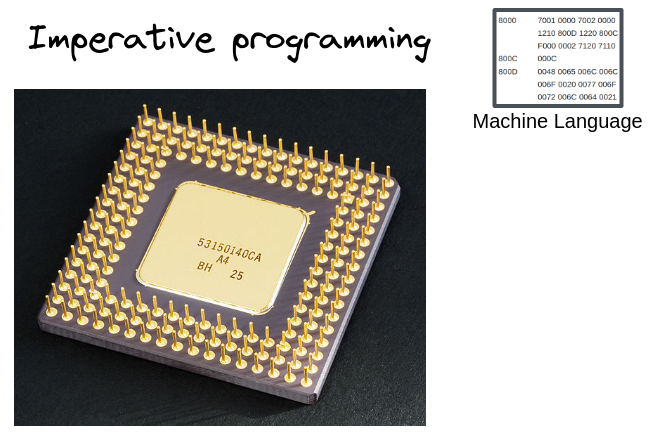 Imperative programming
8000 7001 0000 7002 0000
1210 800D 1220 800C
F000 0002 7120 7110
800C 000C
800D 0048 0065 006C 006C
006F 0020 0077 006F
0072 006C 0064 0021
Machine Language
53150140CA
A4
BH 25